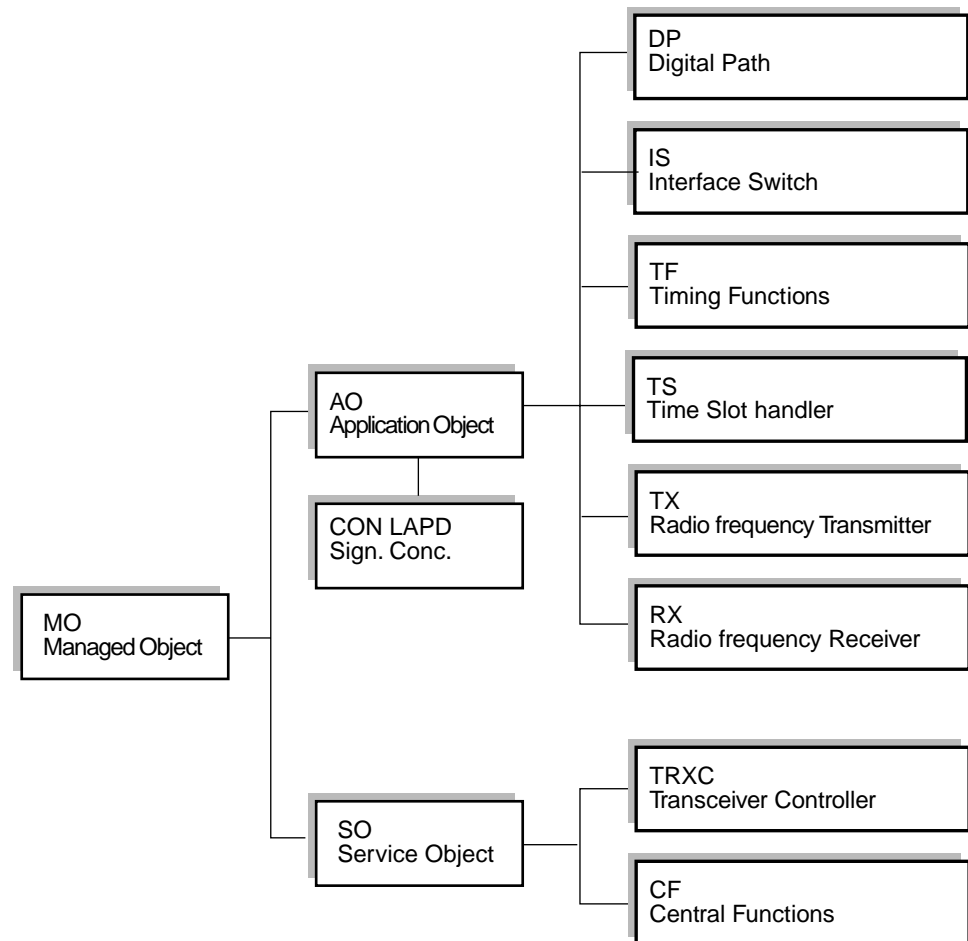 DP
Digital Path
IS
Interface Switch
TF
Timing Functions
AO
Application Object
TS
Time Slot handler
CON LAPD
Sign. Conc.
TX
Radio frequency Transmitter
MO
Managed Object
RX
Radio frequency Receiver
SO
Service Object
TRXC
Transceiver Controller
CF
Central Functions